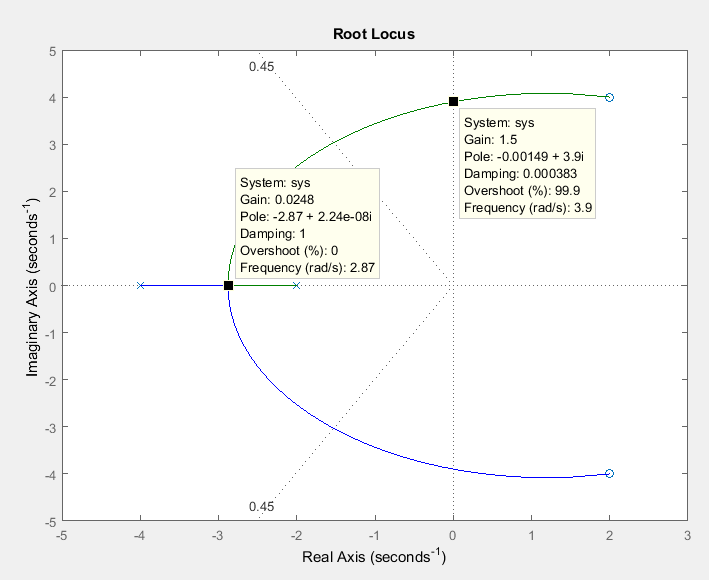 Root Locus
5
4
3
2
1
0
-1
-2
-3
-4
-5
Imaginary Axis (seconds-1)
0.45
0.45
System: sys
Gain: 1.5
Pole: -0.00149 + 3.9i
Damping: 0.000383
Overshoot (%): 99.9
Frequency (rad/s): 3.9
System: sys
Gain: 0.0248
Pole: -2.87 + 2.24e-08i
Damping: 1
Overshoot (%): 0
Frequency (rad/s): 2.87
-5 -4 -3 -2 -1 0 1 2 3
Real Axis (seconds-1)